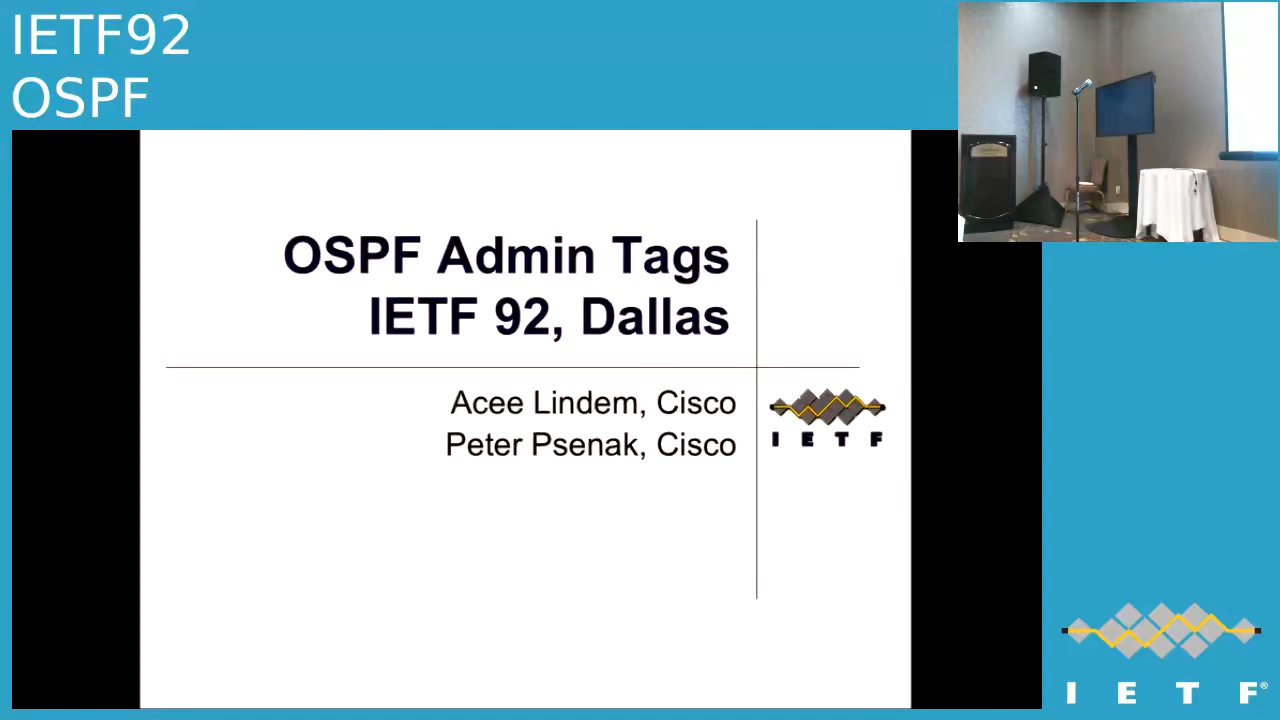 IETF92
OSPF
OSPF Admin Tags
IETF 92, Dallas
Acee Lindem, Cisco
Peter Psenak, Cisco
I E T F
I E T F®